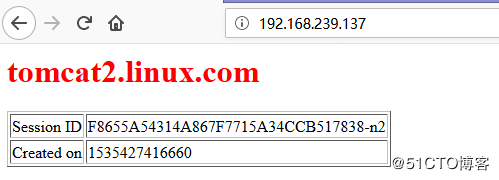 192.168.239.137
tomcat2.linux.com
Session ID F8655A54314A867F7715A34CCB517838-n2
Created on 1535427416660
@51CTO博客